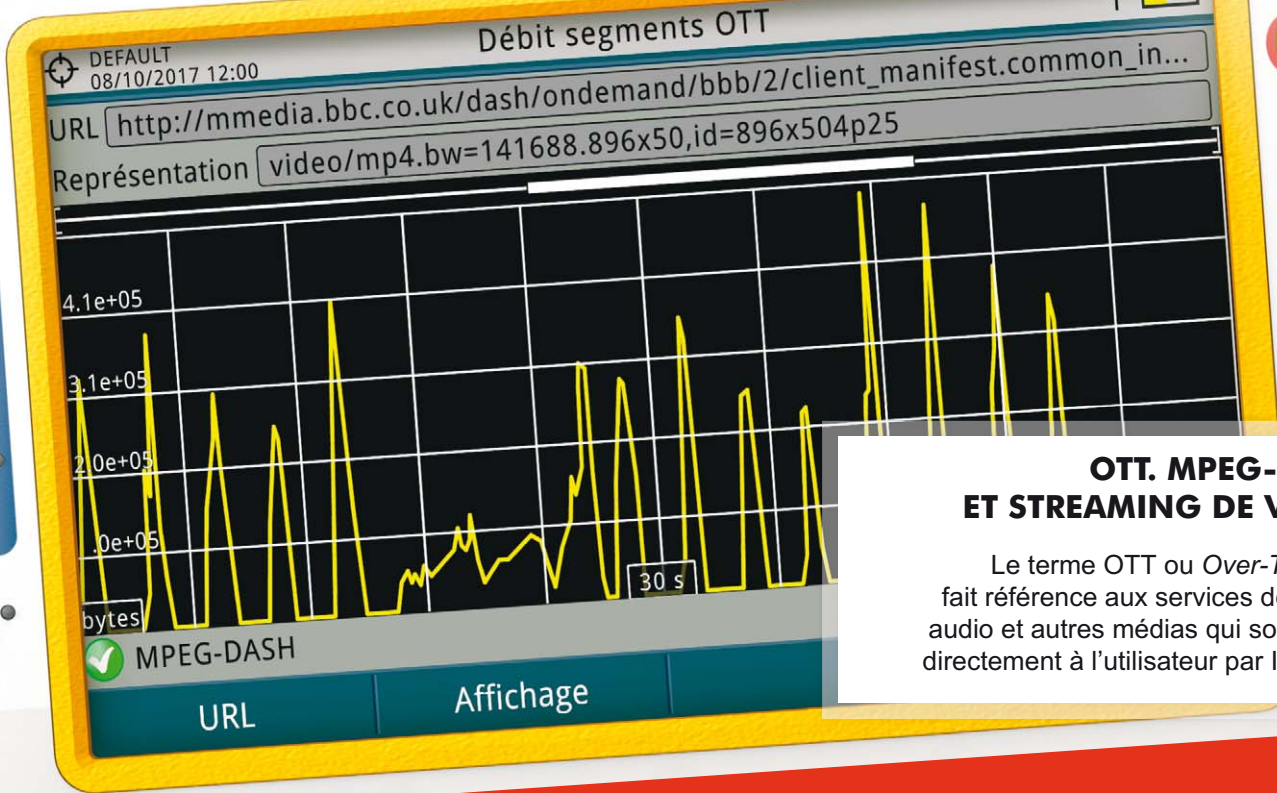 Débit segments OTT
DEFAULT
08/10/2017 12:00
URL http://mmedia.bbc.co.uk/dash/ondemand/bbb/2/client_manifest.common_in...
Représentation video/mp4.bw=141688.896x50,id=896x504p25
4.1e+05
3.1e+05
2.0e+05
.0e+05
bytes
30 s
MPEG-DASH
URL Affichage
OTT. MPEG-
ET STREAMING DE
Le terme OTT ou Over-
fait référence aux services
audio et autres médias qui
directement à l'utilisateur par